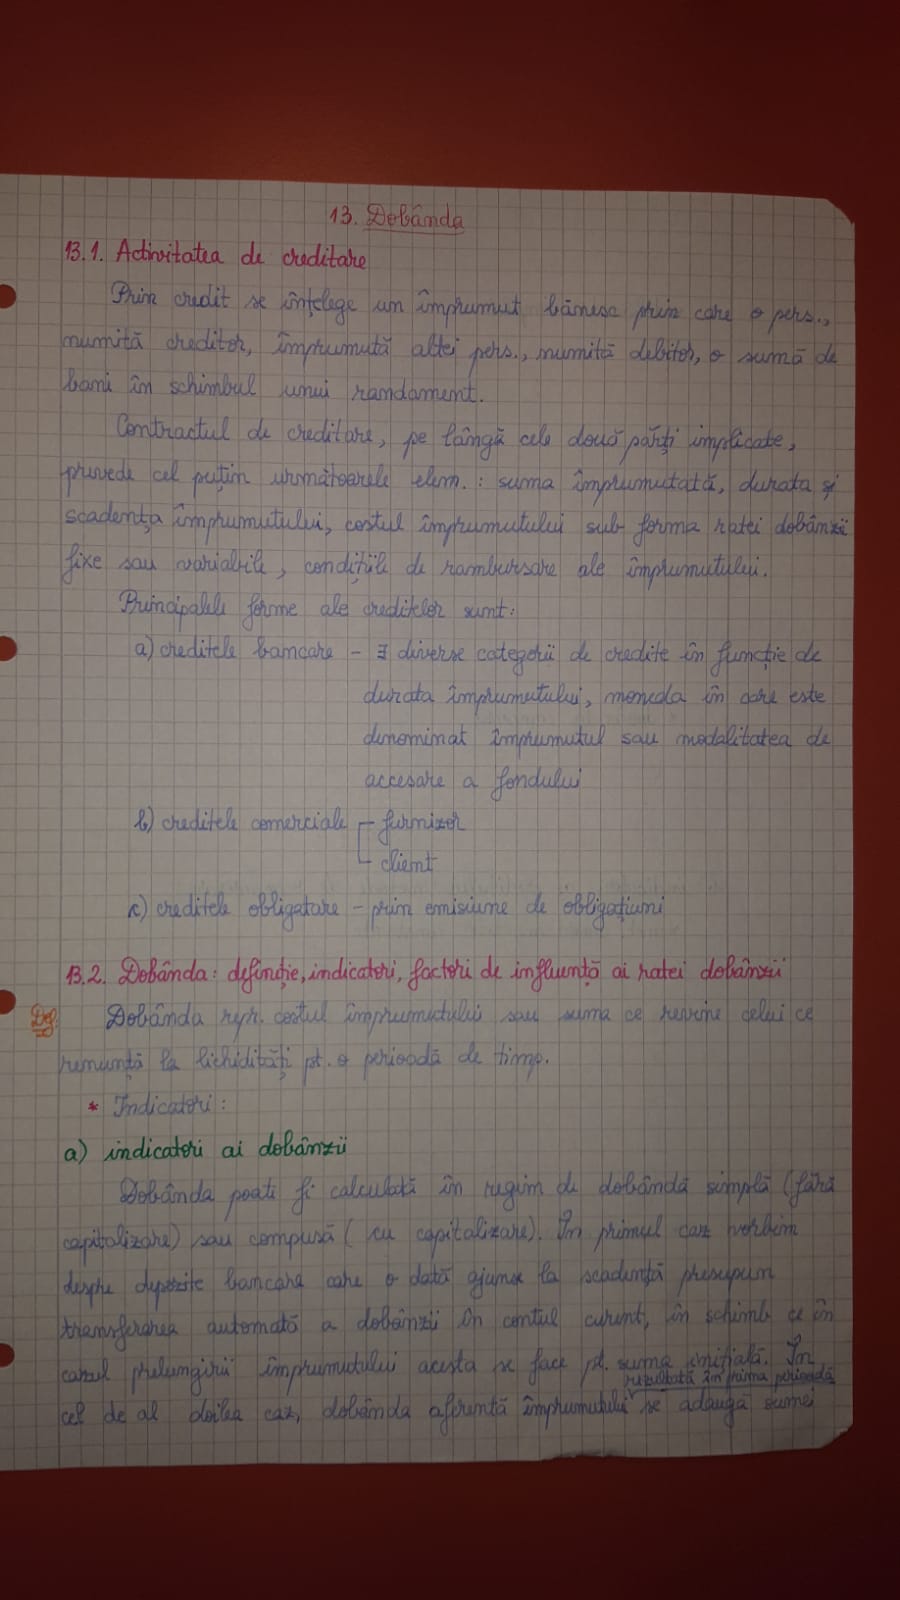 13. Dobânda
13.1. Activitatea de creditare
Prin credit se înțelege un împrumut bănesc prin care o pers.,
numită creditor, împrumută altei pers., numită debitor, o sumă de
bani în schimbul unui randament.
Contractul de creditare, pe lângă cele două părți implicate,
prevede cel puțin următoarele elem.: suma împrumutată, durata și
scadența împrumutului, costul împrumutului sub forma ratei dobânzii
fixe sau variabile, condițiile de rambursare ale împrumutului.
Principalele forme ale creditelor sunt:
a) creditele bancare - ∃ diverse categorii de credite în funcție de
durata împrumutului, moneda în care este
denominat împrumutul sau modalitatea de
accesare a fondului
b) creditele comerciale - furnizor
- client
c) creditele obligatare - prin emisiune de obligațiuni
13.2. Dobânda: definție, indicatori, factori de influență ai ratei dobânzii
Def. Dobânda repr. costul împrumutului sau suma ce revine celui ce
renunță la lichidități pt. o perioadă de timp.
* Indicatori:
a) indicatori ai dobânzii
Dobânda poate fi calculată în regim de dobândă simplă (fără
capitalizare) sau compusă (cu capitalizare). În primul caz vorbim
despre depozite bancare care o dată ajunse la scadență presupun
transferarea automată a dobânzii în contul curent, în schimb ce în
cazul prelungirii împrumutului acesta se face pt. suma inițială. În
rezultată în prima perioadă
cel de al doilea caz, dobânda aferentă împrumutului se adaugă sumei